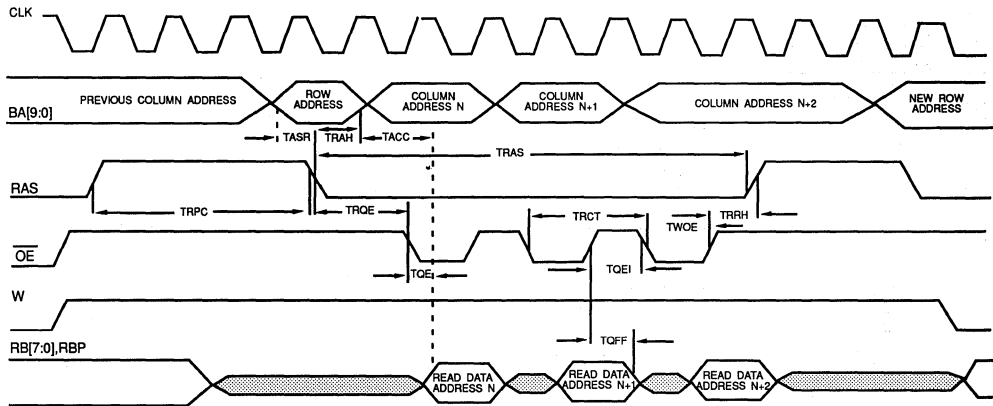 CLK
BA[9:0]
PREVIOUS COLUMN ADDRESS
ROW
ADDRESS
COLUMN
ADDRESS N
COLUMN
ADDRESS N+1
COLUMN ADDRESS N+2
NEW ROW
ADDRESS
TASR
TRAH
TACC
TRAS
RAS
TRPC
TRQE
TRCT
TWOE
TRRH
OE
TQE
TQEI
W
TQFF
RB[7:0],RBP
READ DATA
ADDRESS N
READ DATA
ADDRESS N+1
READ DATA
ADDRESS N+2